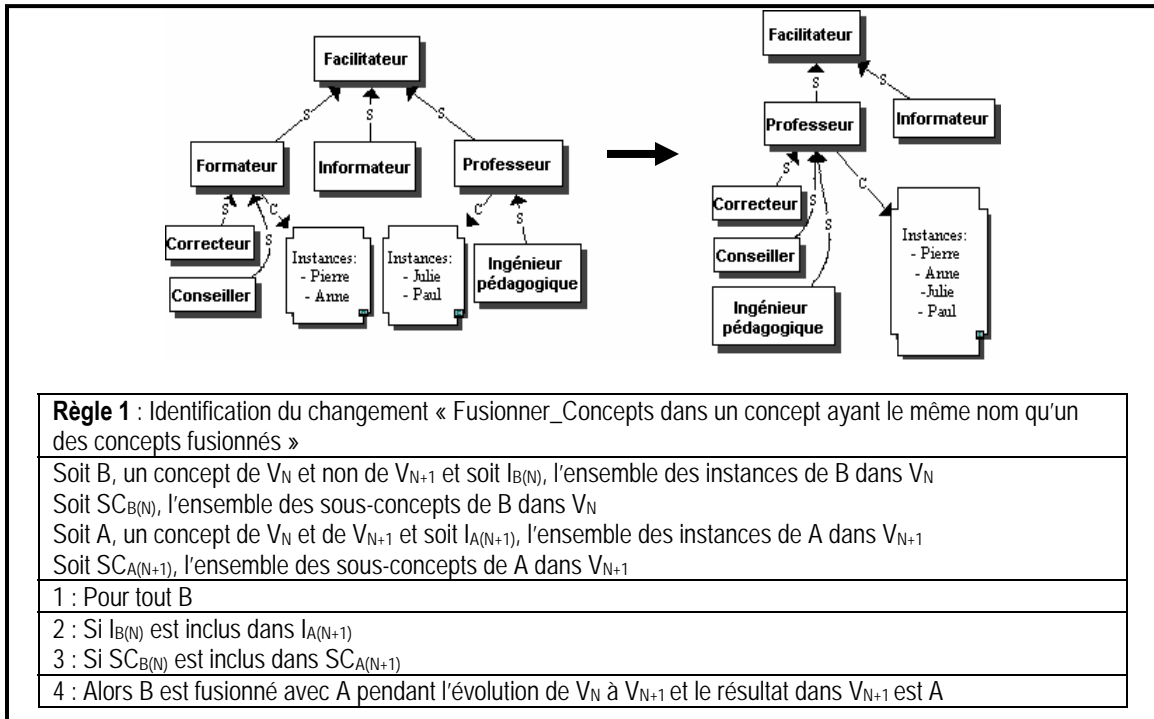 Facilitateur
S
S
S
Formateur
Informateur
Professeur
S
S
C
C
S
Correcteur
Conseiller
Instances:
- Pierre
- Anne
Instances:
- Julie
- Paul
Ingénieur
pédagogique
Facilitateur
S
S
Professeur
Informateur
S
S
S
C
Correcteur
Conseiller
Ingénieur
pédagogique
Instances:
- Pierre
- Anne
-Julie
- Paul
Règle 1 : Identification du changement « Fusionner_Concepts dans un concept ayant le même nom qu'un
des concepts fusionnés »
Soit B, un concept de VN et non de VN+1 et soit IB(N), l'ensemble des instances de B dans VN
Soit SCB(N), l'ensemble des sous-concepts de B dans VN
Soit A, un concept de VN et de VN+1 et soit IA(N+1), l'ensemble des instances de A dans VN+1
Soit SCA(N+1), l'ensemble des sous-concepts de A dans VN+1
1 : Pour tout B
2 : Si IB(N) est inclus dans IA(N+1)
3 : Si SCB(N) est inclus dans SCA(N+1)
4 : Alors B est fusionné avec A pendant l'évolution de VN à VN+1 et le résultat dans VN+1 est A